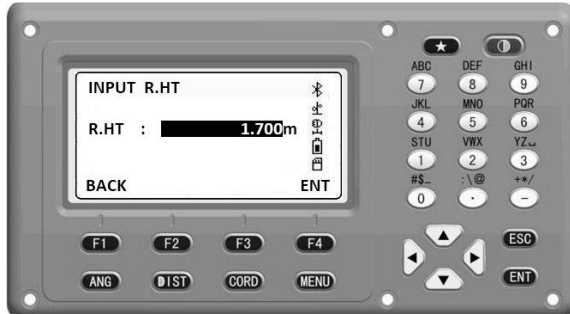 INPUT R.HT
R.HT : 1.700m
BACK ENT
F1 F2 F3 F4
ANG DIST CORD MENU
ABC DEF GHI
7 8 9
JKL MNO PQR
4 5 6
STU VWX YZ␣
1 2 3
#$_ :\@ +*/
0 . -
ESC
ENT